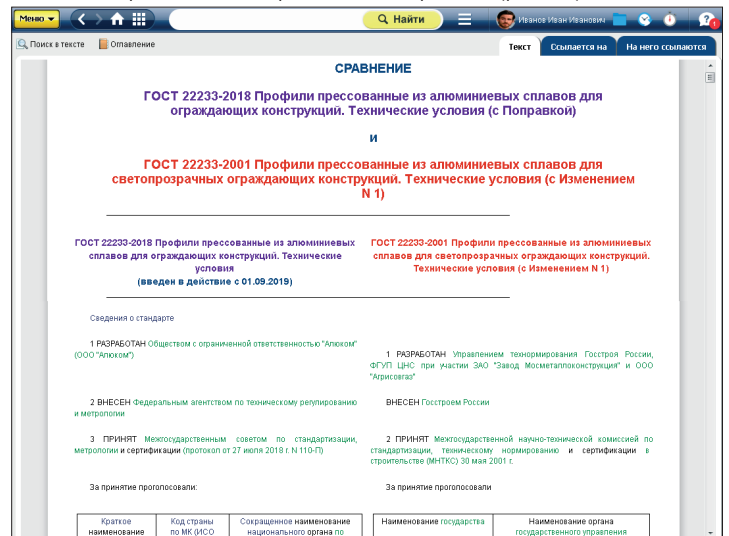 Меню
Найти
Иванов Иван Иванович
Поиск в тексте
Оглавление
Текст
Ссылается на
На него ссылаются
СРАВНЕНИЕ
ГОСТ 22233-2018 Профили прессованные из алюминиевых сплавов для
ограждающих конструкций. Технические условия (с Поправкой)
и
ГОСТ 22233-2001 Профили прессованные из алюминиевых сплавов для
светопрозрачных ограждающих конструкций. Технические условия (с Изменением
N 1)
ГОСТ 22233-2018 Профили прессованные из алюминиевых
сплавов для ограждающих конструкций. Технические
условия
(введен в действие с 01.09.2019)
ГОСТ 22233-2001 Профили прессованные из алюминиевых
сплавов для светопрозрачных ограждающих конструкций.
Технические условия (с Изменением N 1)
Сведения о стандарте
1 РАЗРАБОТАН Обществом с ограниченной ответственностью "Алюком"
(ООО "Алюком")
1 РАЗРАБОТАН Управлением технормирования Госстроя России,
ФГУП ЦНС при участии ЗАО "Завод Мосметаллоконструкция" и ООО
"Агрисовгаз"
2 ВНЕСЕН Федеральным агентством по техническому регулированию
и метрологии
ВНЕСЕН Госстроем России
3 ПРИНЯТ Межгосударственным советом по стандартизации,
метрологии и сертификации (протокол от 27 июля 2018 г. N 110-П)
2 ПРИНЯТ Межгосударственной научно-технической комиссией по
стандартизации, техническому нормированию и сертификации в
строительстве (МНТКС) 30 мая 2001 г.
За принятие проголосовали:
За принятие проголосовали
Краткое
наименование
Код страны
по МК (ИСО
Сокращенное наименование
национального органа по
Наименование государства
Наименование органа
государственного управления